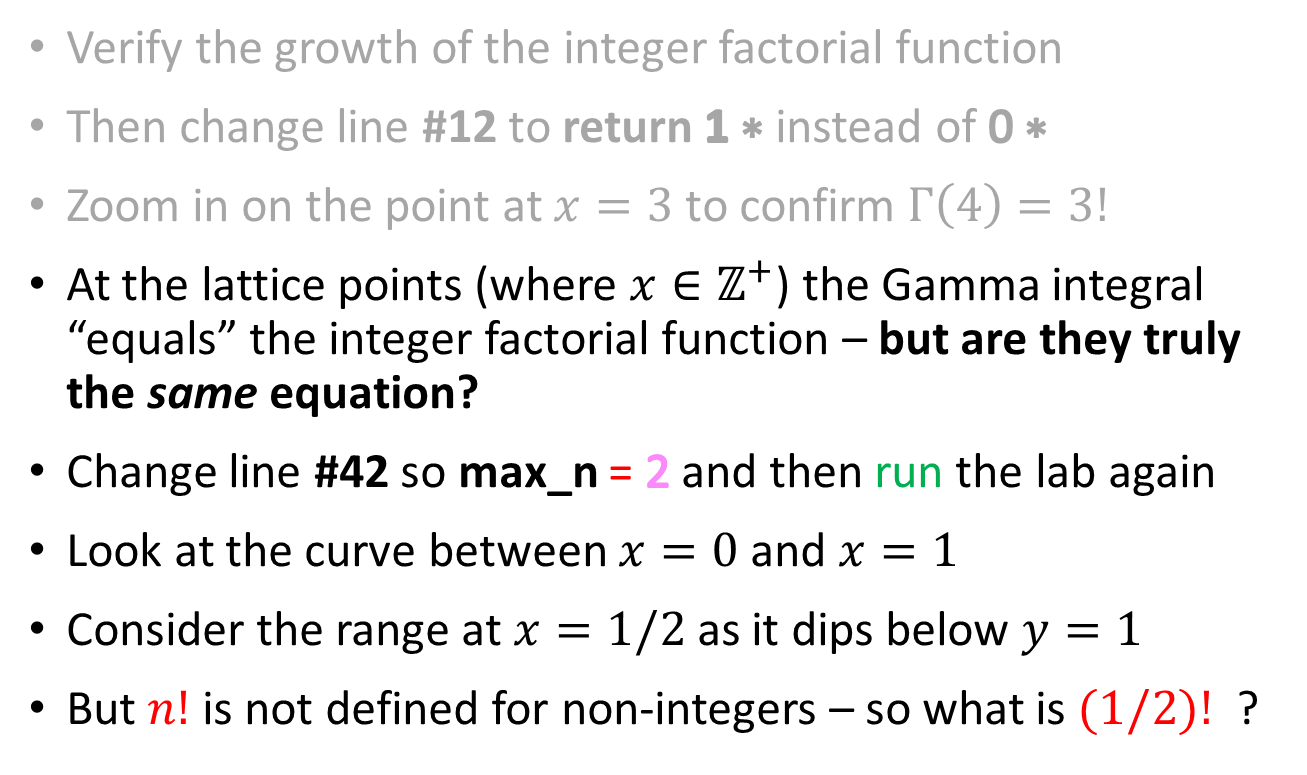 • Verify the growth of the integer factorial function
• Then change line #12 to return 1 * instead of 0 *
• Zoom in on the point at x = 3 to confirm Γ(4) = 3!
• At the lattice points (where x ∈ ℤ⁺) the Gamma integral
“equals” the integer factorial function – but are they truly
the same equation?
• Change line #42 so max_n = 2 and then run the lab again
• Look at the curve between x = 0 and x = 1
• Consider the range at x = 1/2 as it dips below y = 1
• But n! is not defined for non-integers – so what is (1/2)! ?